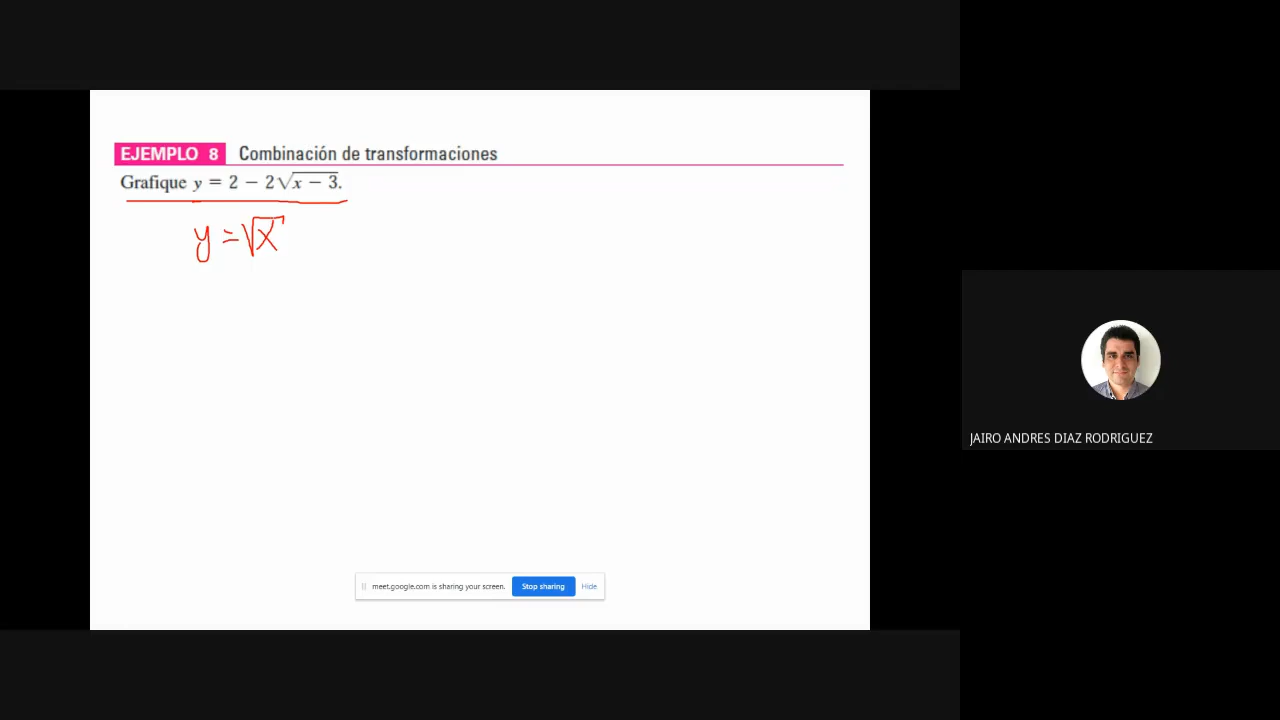 EJEMPLO 8 Combinación de transformaciones
Grafique y = 2 − 2√x − 3.
y = √x
JAIRO ANDRES DIAZ RODRIGUEZ
meet.google.com is sharing your screen. Stop sharing Hide